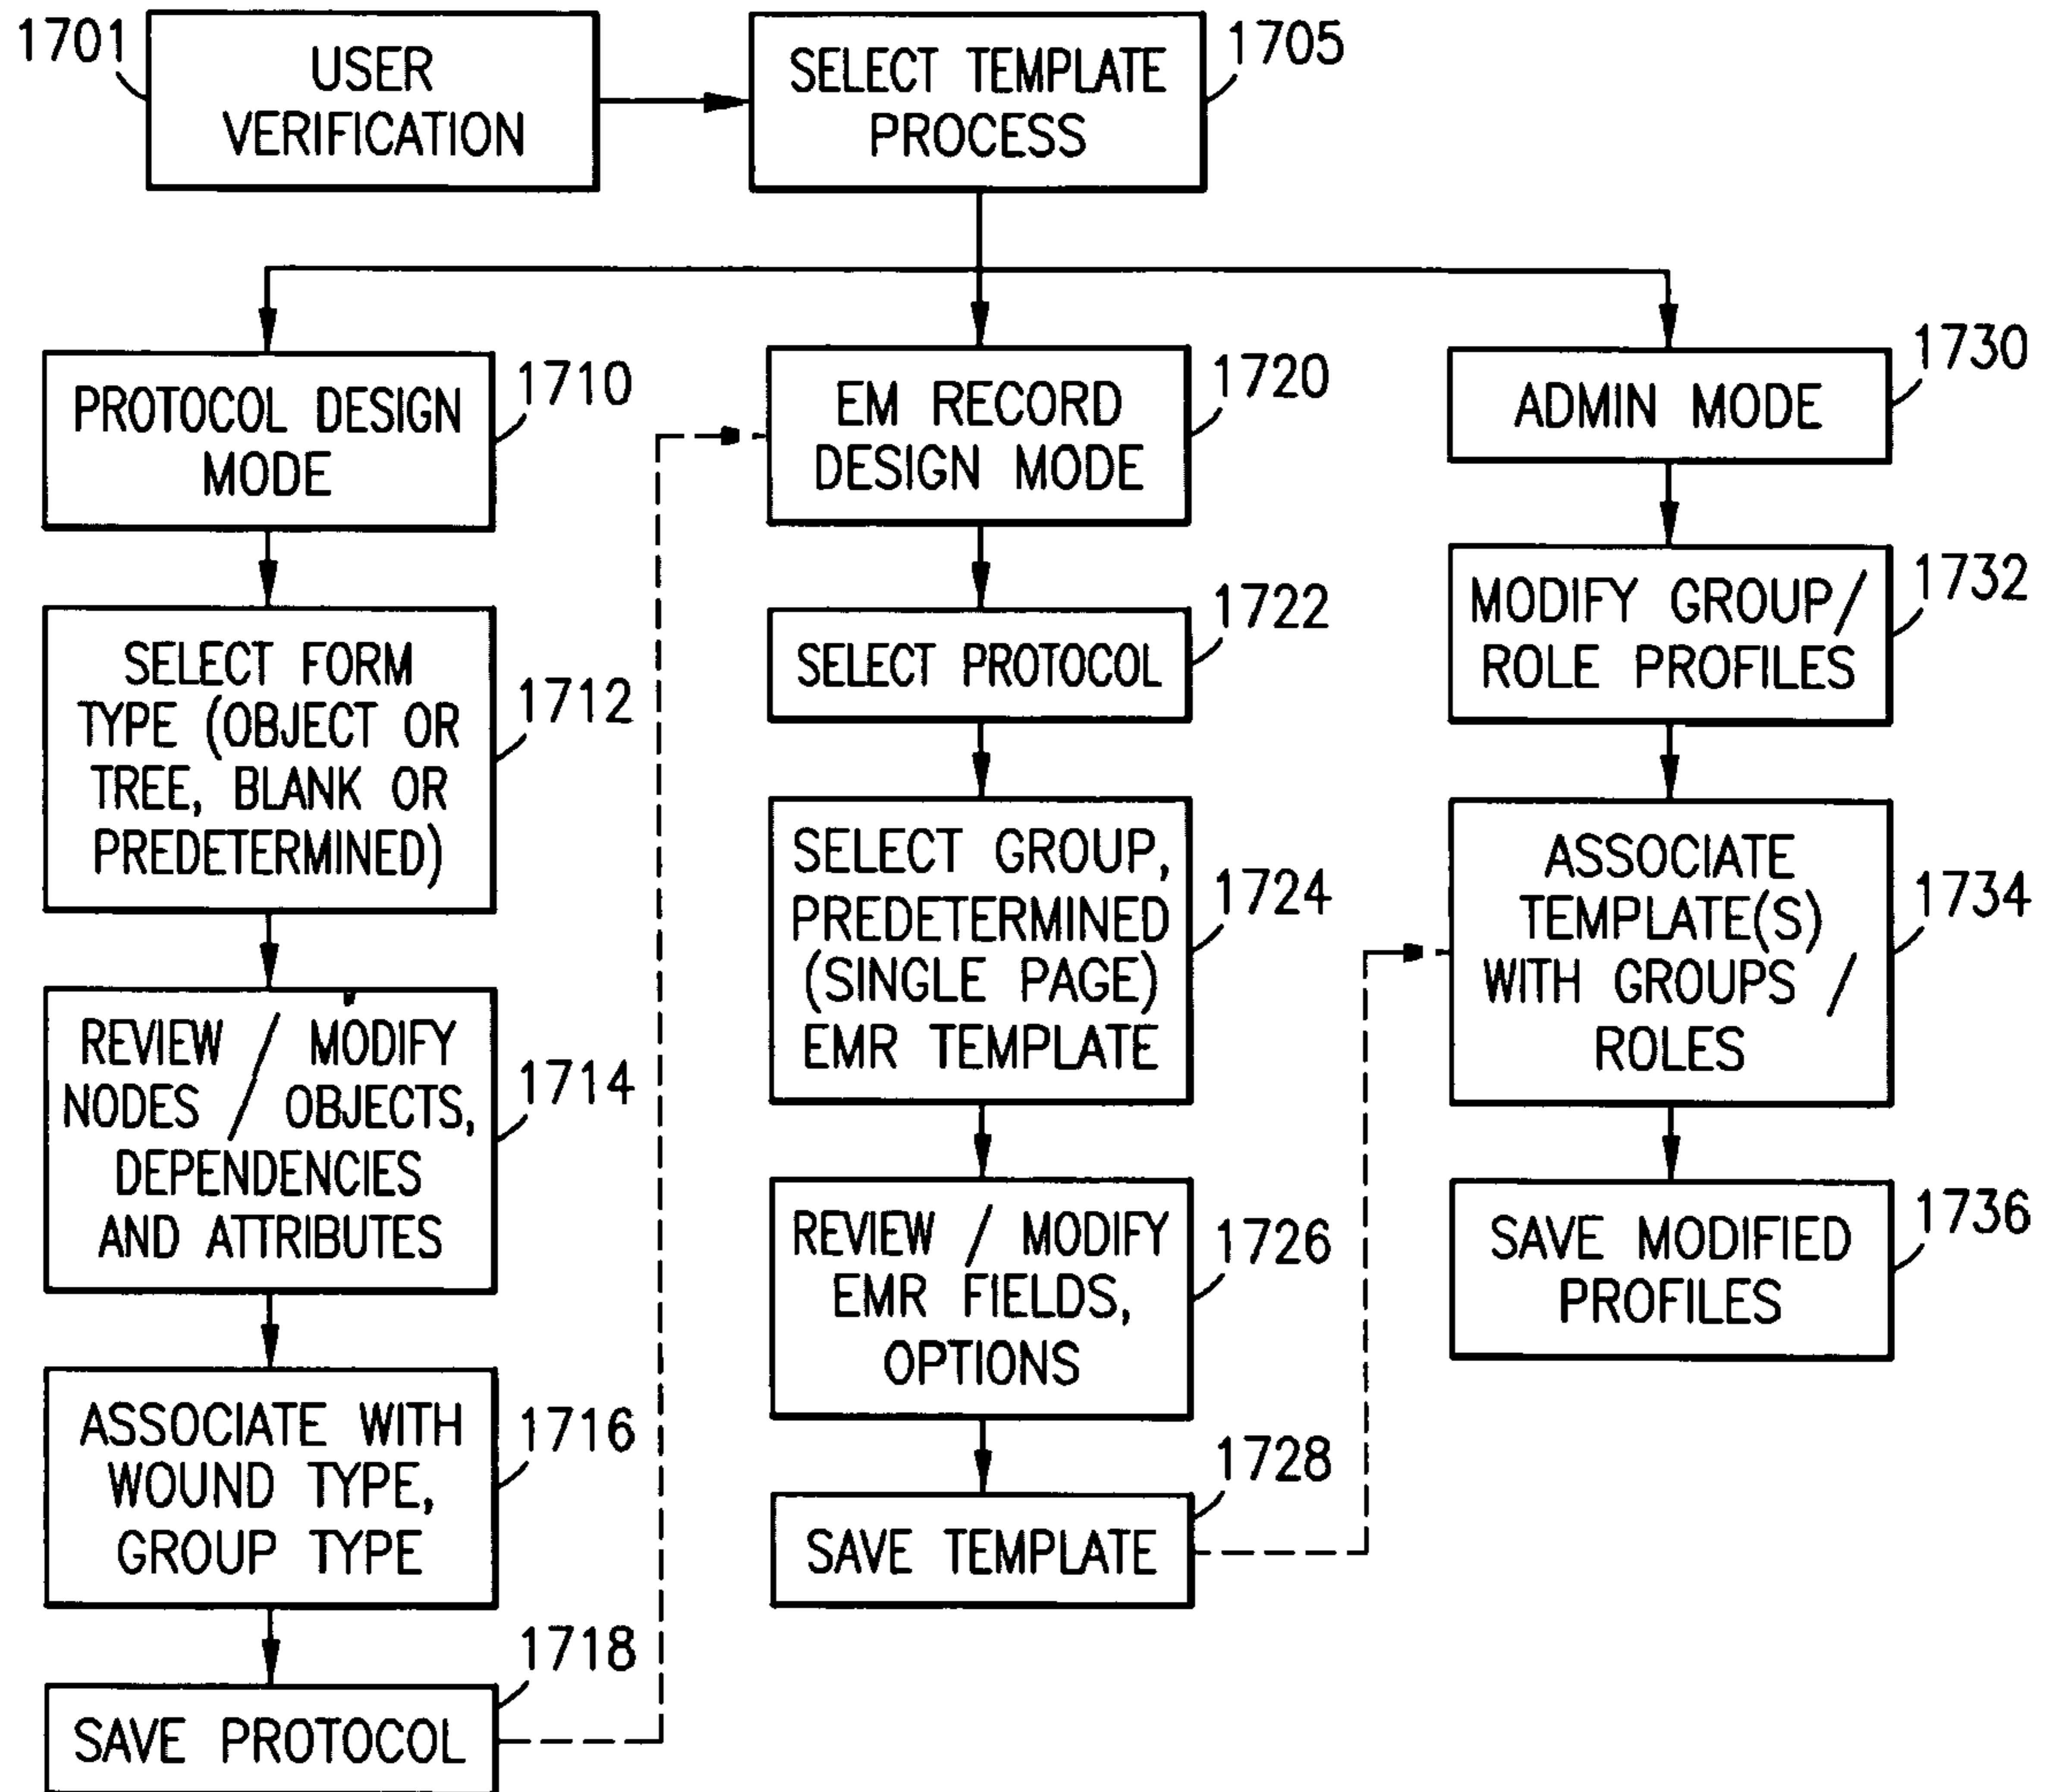 1701
USER
VERIFICATION
SELECT TEMPLATE
PROCESS
1705
PROTOCOL DESIGN
MODE
1710
SELECT FORM
TYPE (OBJECT OR
TREE, BLANK OR
PREDETERMINED)
1712
REVIEW / MODIFY
NODES / OBJECTS,
DEPENDENCIES
AND ATTRIBUTES
1714
ASSOCIATE WITH
WOUND TYPE,
GROUP TYPE
1716
SAVE PROTOCOL
1718
EM RECORD
DESIGN MODE
1720
SELECT PROTOCOL
1722
SELECT GROUP,
PREDETERMINED
(SINGLE PAGE)
EMR TEMPLATE
1724
REVIEW / MODIFY
EMR FIELDS,
OPTIONS
1726
SAVE TEMPLATE
1728
ADMIN MODE
1730
MODIFY GROUP/
ROLE PROFILES
1732
ASSOCIATE
TEMPLATE(S)
WITH GROUPS /
ROLES
1734
SAVE MODIFIED
PROFILES
1736